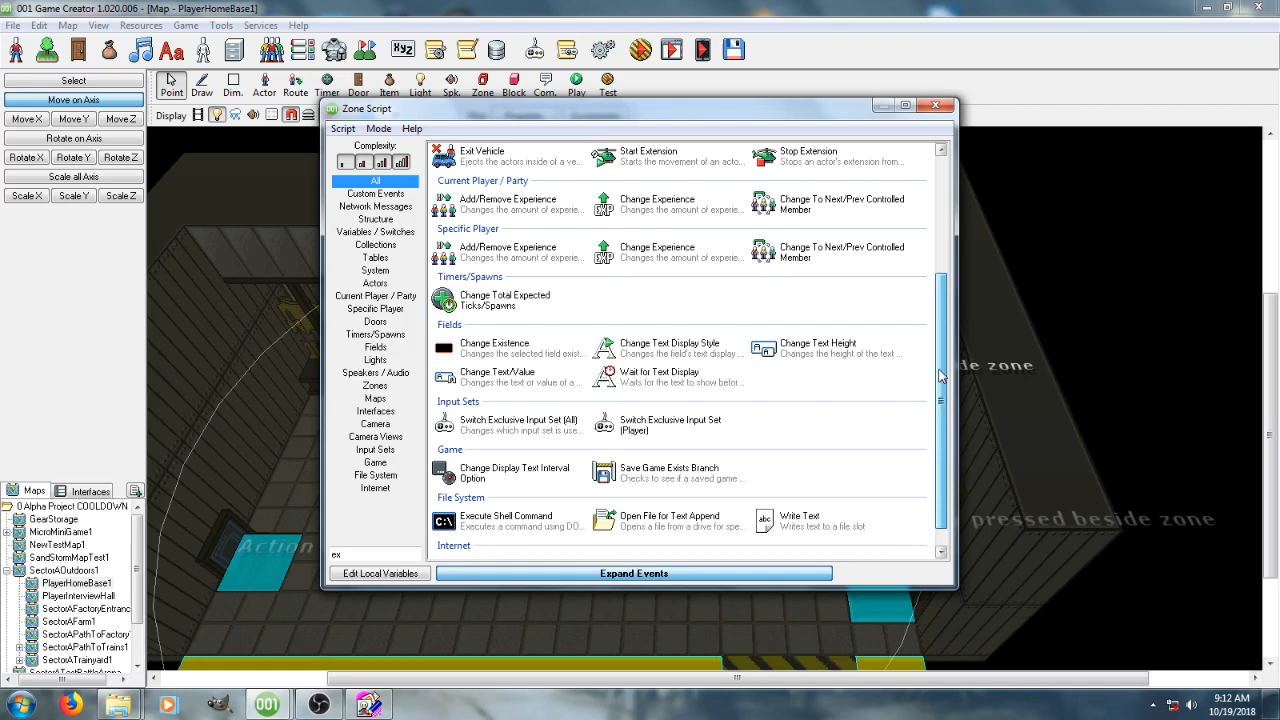 001 Game Creator 1.020.006 - [Map - PlayerHomeBase1]
File Edit Map View Resources Game Tools Services Help
Select
Move on Axis
Move X Move Y Move Z
Rotate on Axis
Rotate X Rotate Y Rotate Z
Scale all Axis
Scale X Scale Y Scale Z
Point Draw Dim. Actor Route Timer Door Item Light Spk. Zone Block Com. Play Test
Display
Zone Script
Script Mode Help
Complexity:
All
Custom Events
Network Messages
Structure
Variables / Switches
Collections
Tables
System
Actors
Current Player / Party
Specific Player
Doors
Timers/Spawns
Fields
Lights
Speakers / Audio
Zones
Maps
Interfaces
Camera
Camera Views
Input Sets
Game
File System
Internet
ex
Edit Local Variables
Exit Vehicle
Ejects the actors inside of a ve...
Start Extension
Starts the movement of an acto...
Stop Extension
Stops an actor's extension from...
Current Player / Party
Add/Remove Experience
Changes the amount of experie...
Change Experience
Changes the amount of experie...
Change To Next/Prev Controlled
Member
Specific Player
Add/Remove Experience
Changes the amount of experie...
Change Experience
Changes the amount of experie...
Change To Next/Prev Controlled
Member
Timers/Spawns
Change Total Expected
Ticks/Spawns
Fields
Change Existence
Changes the selected field exist...
Change Text Display Style
Changes the field's text display ...
Change Text Height
Changes the height of the text ...
Change Text/Value
Changes the text or value of a ...
Wait for Text Display
Waits for the text to show befor...
Input Sets
Switch Exclusive Input Set (All)
Changes which input set is use...
Switch Exclusive Input Set
(Player)
Game
Change Display Text Interval
Option
Save Game Exists Branch
Checks to see if a saved game ...
File System
Execute Shell Command
Executes a command using DO...
Open File for Text Append
Opens a file from a drive for spe...
Write Text
Writes text to a file slot
Internet
Expand Events
de zone
pressed beside zone
Action
Maps Interfaces
0 Alpha Project COOLDOWN
GearStorage
MicroMiniGame1
NewTestMap1
SandStormMapTest1
SectorAOutdoors1
PlayerHomeBase1
PlayerInterviewHall
SectorAFactoryEntranc
SectorAFarm1
SectorAPathToFactory
SectorAPathToTrains1
SectorATrainyard1
001
9:12 AM
10/19/2018